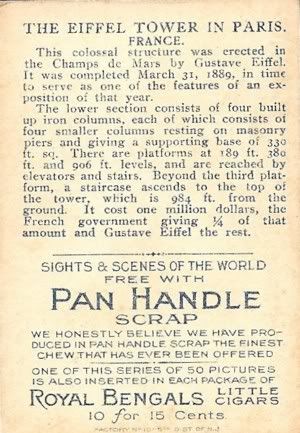 THE EIFFEL TOWER IN PARIS.
FRANCE.
This colossal structure was erected in
the Champs de Mars by Gustave Eiffel.
It was completed March 31, 1889, in time
to serve as one of the features of an ex-
position of that year.
The lower section consists of four built
up iron columns, each of which consists of
four smaller columns resting on masonry
piers and giving a supporting base of 330
ft. sq. There are platforms at 189 ft. 380
ft. and 906 ft. levels, and are reached by
elevators and stairs. Beyond the third plat-
form, a staircase ascends to the top of
the tower, which is 984 ft. from the
ground. It cost one million dollars, the
French government giving ¼ of that
amount and Gustave Eiffel the rest.
SIGHTS & SCENES OF THE WORLD
FREE WITH
PAN HANDLE
SCRAP
WE HONESTLY BELIEVE WE HAVE PRO-
DUCED IN PAN HANDLE SCRAP THE FINEST
CHEW THAT HAS EVER BEEN OFFERED
ONE OF THIS SERIES OF 50 PICTURES
IS ALSO INSERTED IN EACH PACKAGE OF
ROYAL BENGALS LITTLE CIGARS
10 for 15 Cents.
FACTORY Nº 10, 5TH DIST. OF N.J.